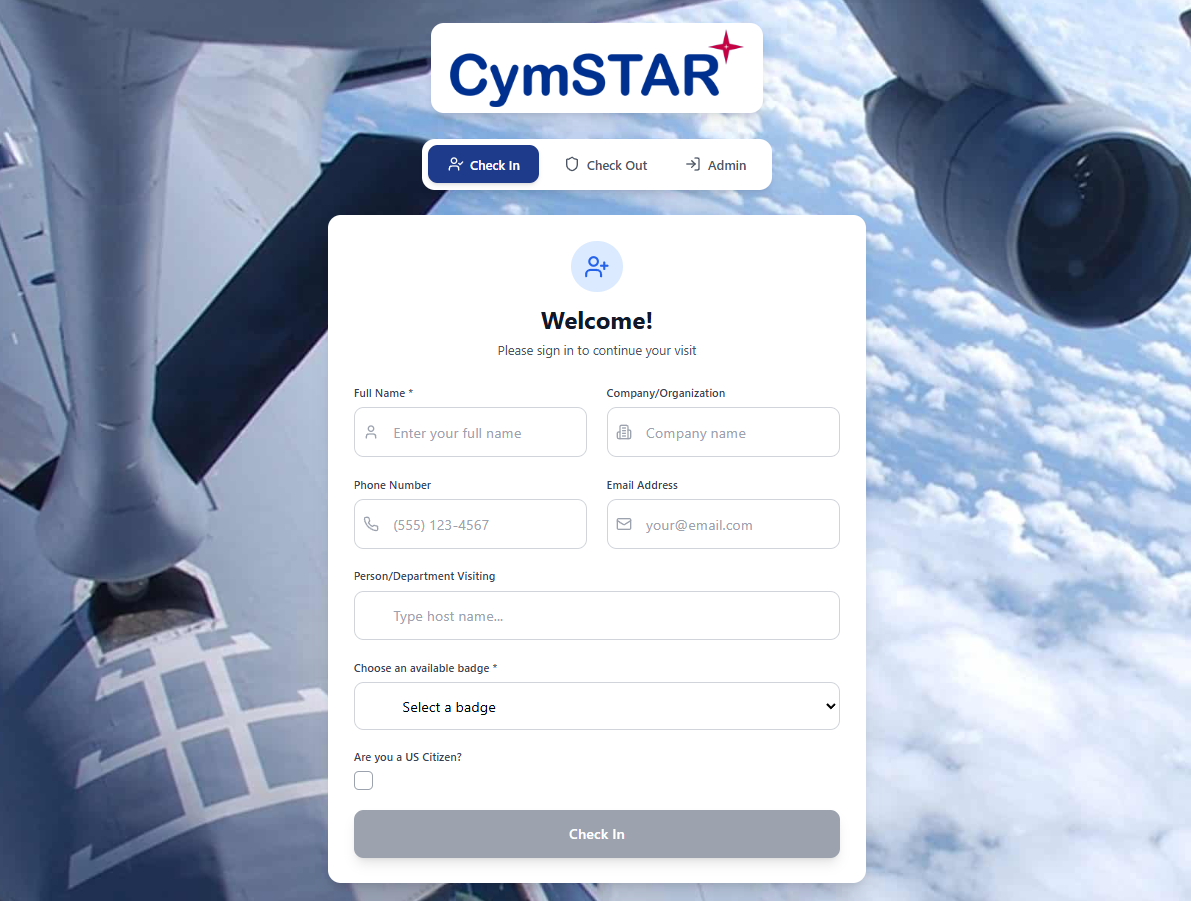 CymSTAR
Check In
Check Out
Admin
Welcome!
Please sign in to continue your visit
Full Name *
Company/Organization
Enter your full name
Company name
Phone Number
Email Address
(555) 123-4567
your@email.com
Person/Department Visiting
Type host name...
Choose an available badge *
Select a badge
Are you a US Citizen?
Check In